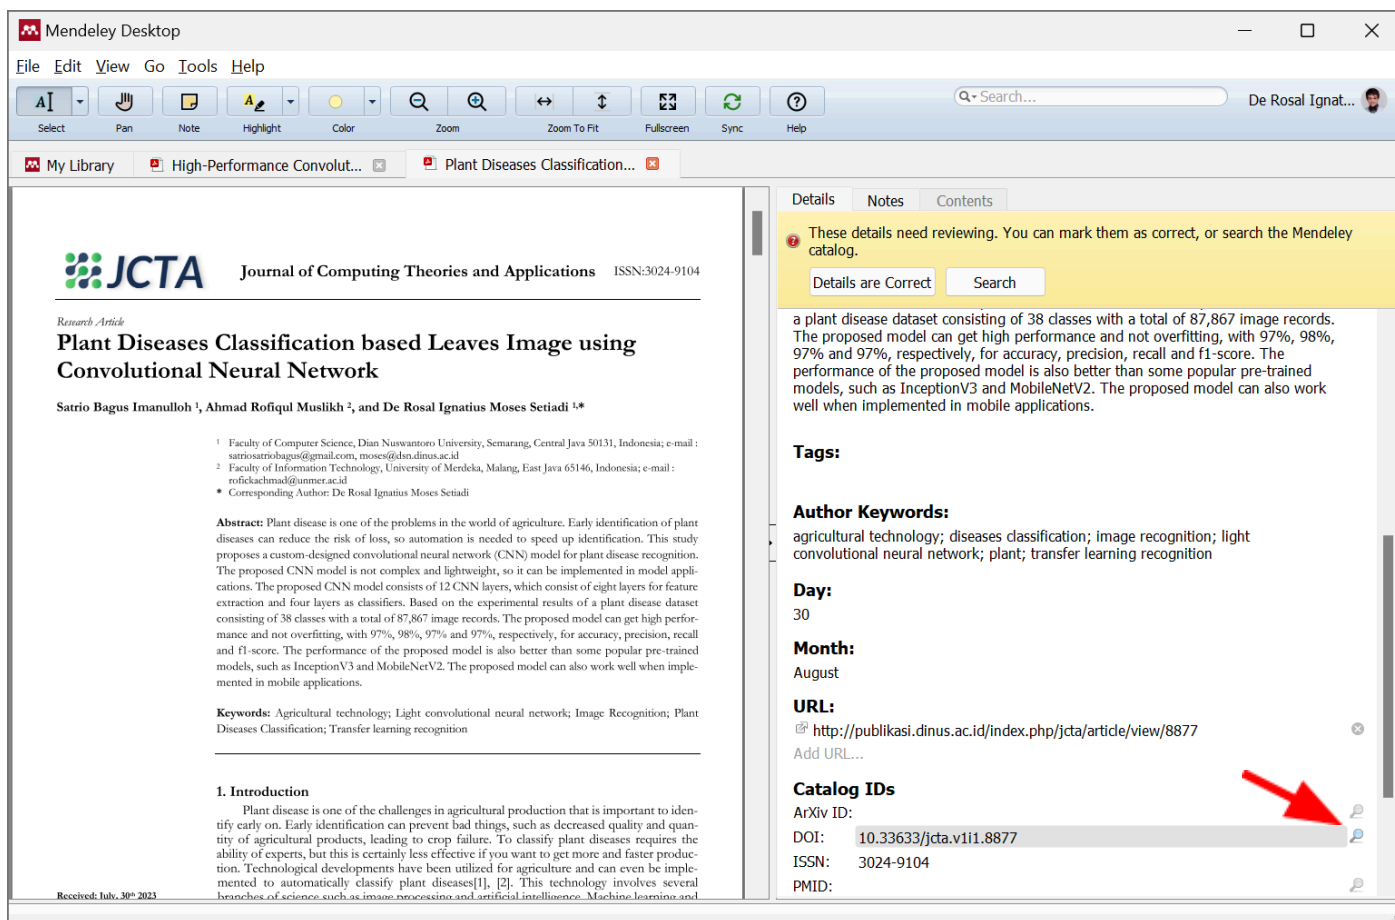 Mendeley Desktop
File Edit View Go Tools Help
Select Pan Note Highlight Color Zoom Zoom To Fit Fullscreen Sync Help
Search...
De Rosal Ignat...
My Library
High-Performance Convolut...
Plant Diseases Classification...
JCTA
Journal of Computing Theories and Applications ISSN:3024-9104
Research Article
Plant Diseases Classification based Leaves Image using
Convolutional Neural Network
Satrio Bagus Imanulloh 1, Ahmad Rofiqul Muslikh 2, and De Rosal Ignatius Moses Setiadi 1,*
1 Faculty of Computer Science, Dian Nuswantoro University, Semarang, Central Java 50131, Indonesia; e-mail :
satriosatriobagus@gmail.com, moses@dsn.dinus.ac.id
2 Faculty of Information Technology, University of Merdeka, Malang, East Java 65146, Indonesia; e-mail :
rofickachmad@unmer.ac.id
* Corresponding Author: De Rosal Ignatius Moses Setiadi
Abstract: Plant disease is one of the problems in the world of agriculture. Early identification of plant
diseases can reduce the risk of loss, so automation is needed to speed up identification. This study
proposes a custom-designed convolutional neural network (CNN) model for plant disease recognition.
The proposed CNN model is not complex and lightweight, so it can be implemented in model appli-
cations. The proposed CNN model consists of 12 CNN layers, which consist of eight layers for feature
extraction and four layers as classifiers. Based on the experimental results of a plant disease dataset
consisting of 38 classes with a total of 87,867 image records. The proposed model can get high perfor-
mance and not overfitting, with 97%, 98%, 97% and 97%, respectively, for accuracy, precision, recall
and f1-score. The performance of the proposed model is also better than some popular pre-trained
models, such as InceptionV3 and MobileNetV2. The proposed model can also work well when imple-
mented in mobile applications.
Keywords: Agricultural technology; Light convolutional neural network; Image Recognition; Plant
Diseases Classification; Transfer learning recognition
1. Introduction
Plant disease is one of the challenges in agricultural production that is important to iden-
tify early on. Early identification can prevent bad things, such as decreased quality and quan-
tity of agricultural products, leading to crop failure. To classify plant diseases requires the
ability of experts, but this is certainly less effective if you want to get more and faster produc-
tion. Technological developments have been utilized for agriculture and can even be imple-
mented to automatically classify plant diseases[1], [2]. This technology involves several
Received: July, 30th 2023
branches of science such as image processing and artificial intelligence. Machine learning and
Details Notes Contents
These details need reviewing. You can mark them as correct, or search the Mendeley
catalog.
Details are Correct
Search
a plant disease dataset consisting of 38 classes with a total of 87,867 image records.
The proposed model can get high performance and not overfitting, with 97%, 98%,
97% and 97%, respectively, for accuracy, precision, recall and f1-score. The
performance of the proposed model is also better than some popular pre-trained
models, such as InceptionV3 and MobileNetV2. The proposed model can also work
well when implemented in mobile applications.
Tags:
Author Keywords:
agricultural technology; diseases classification; image recognition; light
convolutional neural network; plant; transfer learning recognition
Day:
30
Month:
August
URL:
http://publikasi.dinus.ac.id/index.php/jcta/article/view/8877
Add URL...
Catalog IDs
ArXiv ID:
DOI: 10.33633/jcta.v1i1.8877
ISSN: 3024-9104
PMID: